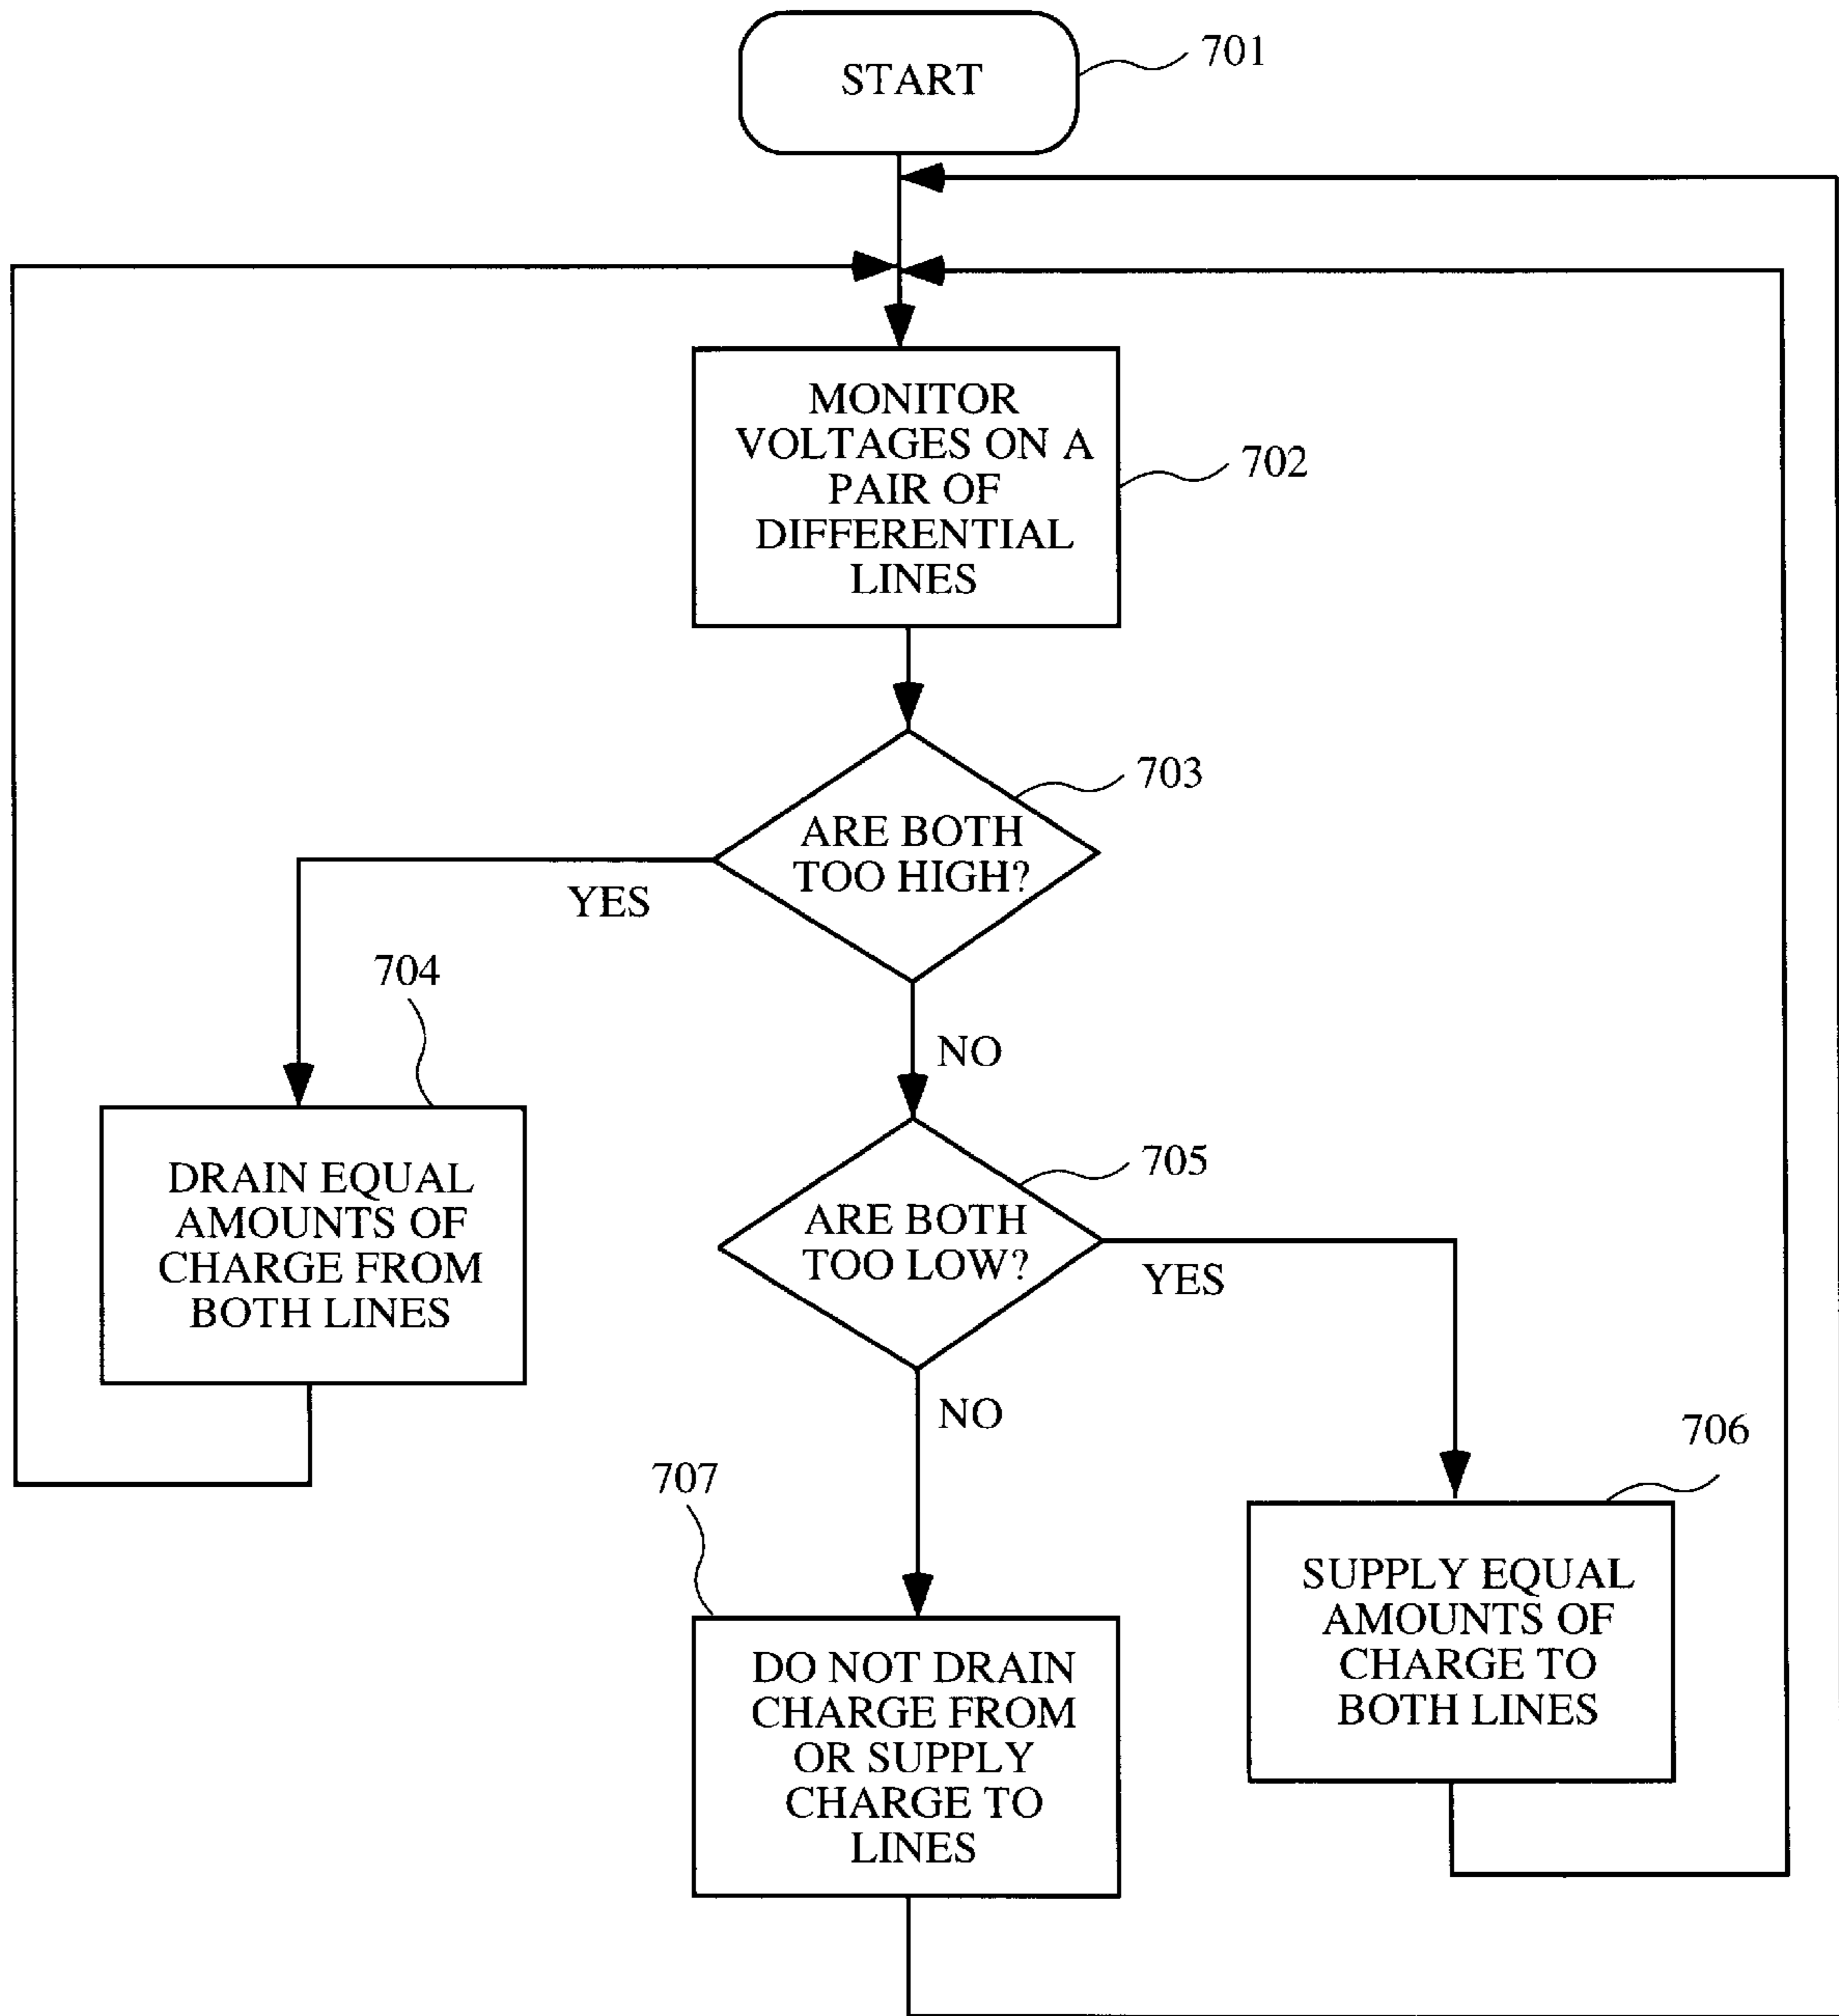 START
701
MONITOR
VOLTAGES ON A
PAIR OF
DIFFERENTIAL
LINES
702
703
ARE BOTH
TOO HIGH?
YES
704
NO
DRAIN EQUAL
AMOUNTS OF
CHARGE FROM
BOTH LINES
705
ARE BOTH
TOO LOW?
YES
NO
706
707
SUPPLY EQUAL
AMOUNTS OF
CHARGE TO
BOTH LINES
DO NOT DRAIN
CHARGE FROM
OR SUPPLY
CHARGE TO
LINES